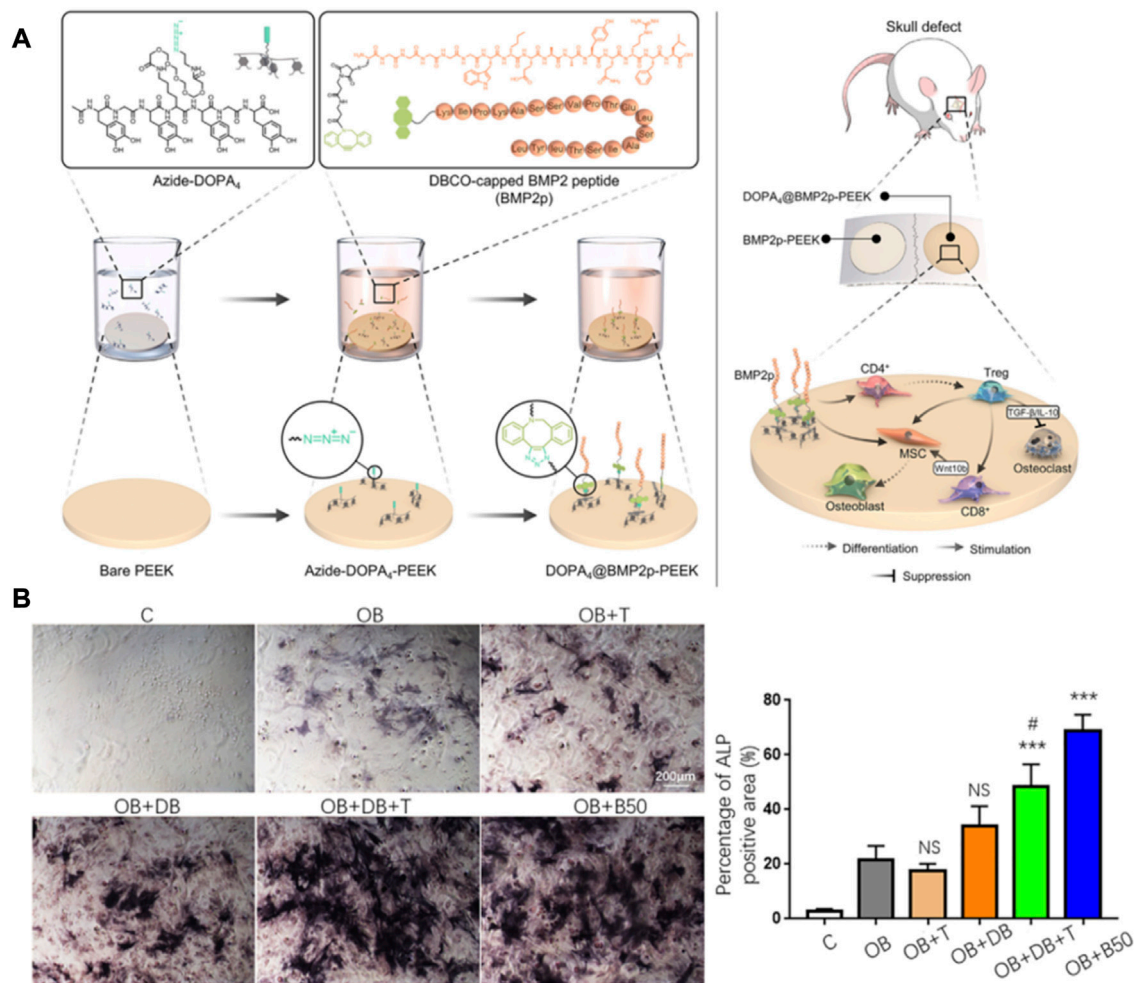 A
Azide-DOPA₄
Lys Ile Pro Lys Ala Ser Ser Val Pro Thr Glu
Leu
Ser
Leu Tyr leu Thr Ser Ile Ala
DBCO-capped BMP2 peptide
(BMP2p)
N=N=N
Bare PEEK
Azide-DOPA₄-PEEK
DOPA₄@BMP2p-PEEK
Skull defect
DOPA₄@BMP2p-PEEK
BMP2p-PEEK
BMP2p
CD4⁺
Treg
TGF-β/IL-10
MSC
Wnt10b
Osteoclast
Osteoblast
CD8⁺
Differentiation
Stimulation
Suppression
B
C
OB
OB+T
200μm
OB+DB
OB+DB+T
OB+B50
Percentage of ALP
positive area (%)
80
60
40
20
0
NS
NS
#
***
***
C
OB
OB+T
OB+DB
OB+DB+T
OB+B50